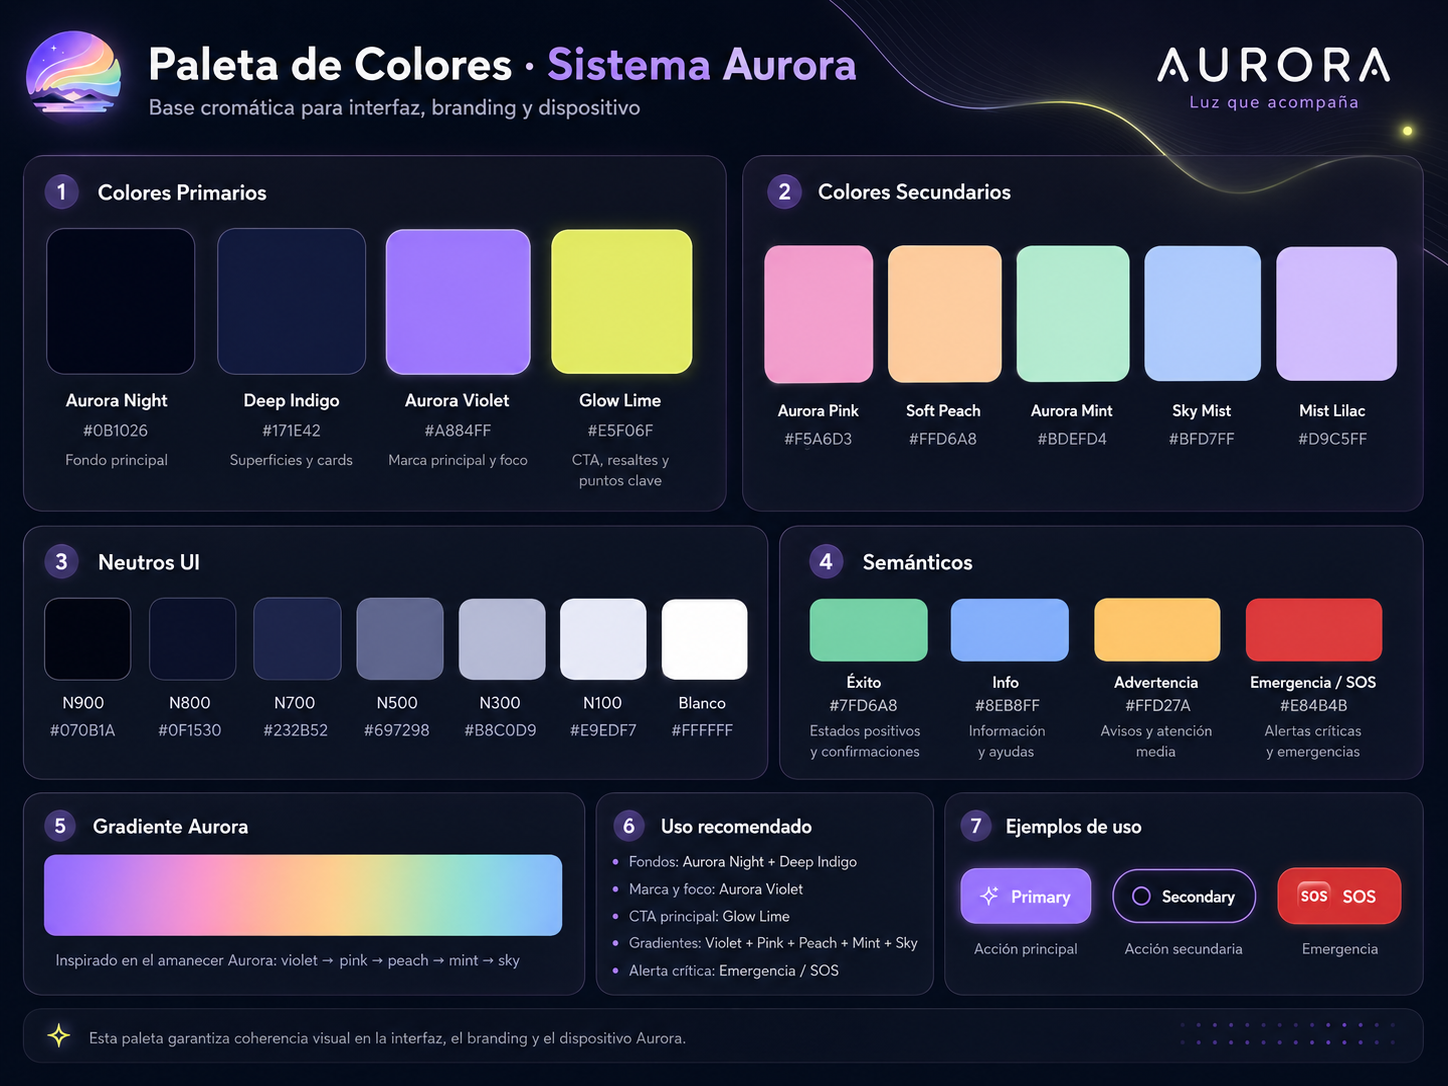 Paleta de Colores · Sistema Aurora
Base cromática para interfaz, branding y dispositivo
AURORA
Luz que acompaña
1 Colores Primarios
Aurora Night
#0B1026
Fondo principal
Deep Indigo
#171E42
Superficies y cards
Aurora Violet
#A884FF
Marca principal y foco
Glow Lime
#E5F06F
CTA, resaltes y
puntos clave
2 Colores Secundarios
Aurora Pink
#F5A6D3
Soft Peach
#FFD6A8
Aurora Mint
#BDEFD4
Sky Mist
#BFD7FF
Mist Lilac
#D9C5FF
3 Neutros UI
N900
#070B1A
N800
#0F1530
N700
#232B52
N500
#697298
N300
#B8C0D9
N100
#E9EDF7
Blanco
#FFFFFF
4 Semánticos
Éxito
#7FD6A8
Estados positivos
y confirmaciones
Info
#8EB8FF
Información
y ayudas
Advertencia
#FFD27A
Avisos y atención
media
Emergencia / SOS
#E84B4B
Alertas críticas
y emergencias
5 Gradiente Aurora
Inspirado en el amanecer Aurora: violet → pink → peach → mint → sky
6 Uso recomendado
• Fondos: Aurora Night + Deep Indigo
• Marca y foco: Aurora Violet
• CTA principal: Glow Lime
• Gradientes: Violet + Pink + Peach + Mint + Sky
• Alerta crítica: Emergencia / SOS
7 Ejemplos de uso
Primary
Acción principal
Secondary
Acción secundaria
SOS SOS
Emergencia
Esta paleta garantiza coherencia visual en la interfaz, el branding y el dispositivo Aurora.